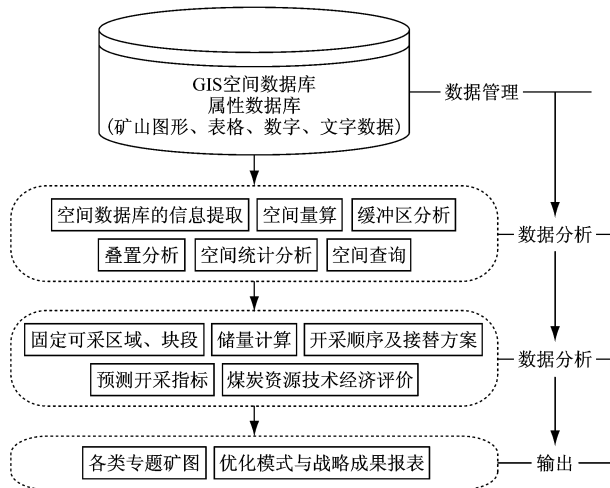 GIS空间数据库
属性数据库
(矿山图形、表格、数字、文字数据)
数据管理
空间数据库的信息提取
空间量算
缓冲区分析
叠置分析
空间统计分析
空间查询
数据分析
固定可采区域、块段
储量计算
开采顺序及接替方案
预测开采指标
煤炭资源技术经济评价
数据分析
各类专题矿图
优化模式与战略成果报表
输出